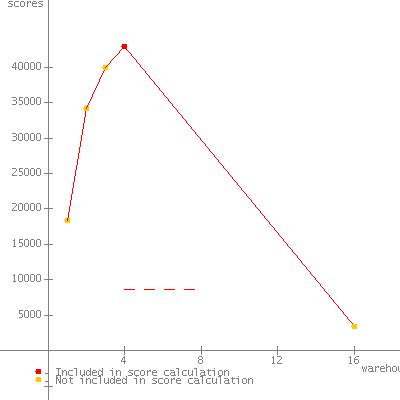 scores
40000
35000
30000
25000
20000
15000
10000
5000
4 8 12 16
warehou
Included in score calculation
Not included in score calculation